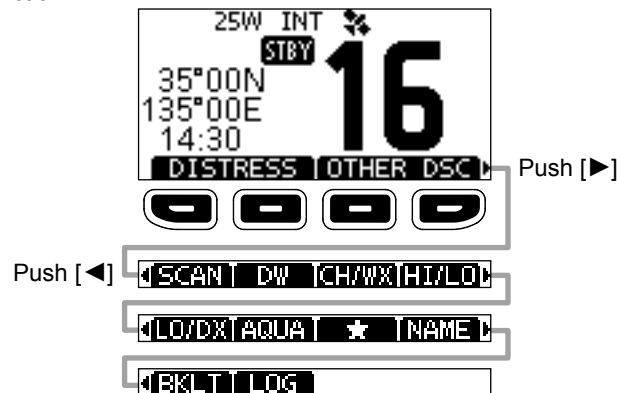 25W INT
STBY
16
35°00N
135°00E
14:30
DISTRESS OTHER DSC
Push [▶]
Push [◀]
SCAN DW CH/WX HI/LO
LO/DX AQUA ★ NAME
BKLT LOG